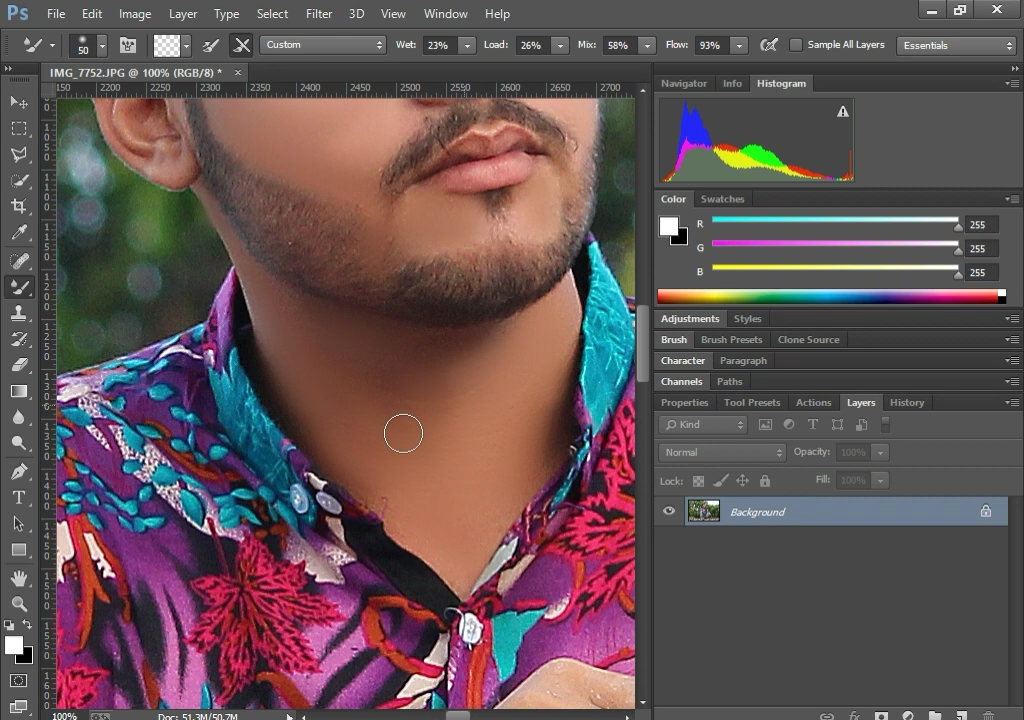 Ps File Edit Image Layer Type Select Filter 3D View Window Help
50 Custom Wet: 23% Load: 26% Mix: 58% Flow: 93% Sample All Layers Essentials
IMG_7752.JPG @ 100% (RGB/8) * ×
150 2200 2250 2300 2350 2400 2450 2500 2550 2600 2650 2700
Navigator Info Histogram
Color Swatches
R 255
G 255
B 255
Adjustments Styles
Brush Brush Presets Clone Source
Character Paragraph
Channels Paths
Properties Tool Presets Actions Layers History
Kind T
Normal Opacity: 100%
Lock: Fill: 100%
Background
T
100% Doc: 51.3M/50.7M
fx